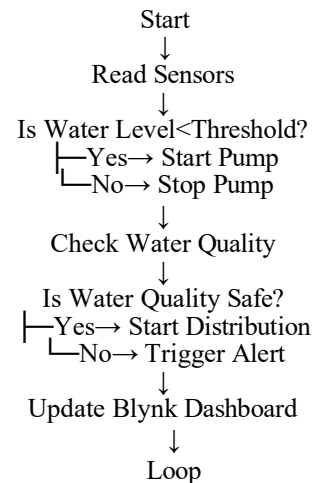 Start
↓
Read Sensors
↓
Is Water Level<Threshold?
├─Yes→ Start Pump
└─No→ Stop Pump
↓
Check Water Quality
↓
Is Water Quality Safe?
├─Yes→ Start Distribution
└─No→ Trigger Alert
↓
Update Blynk Dashboard
↓
Loop